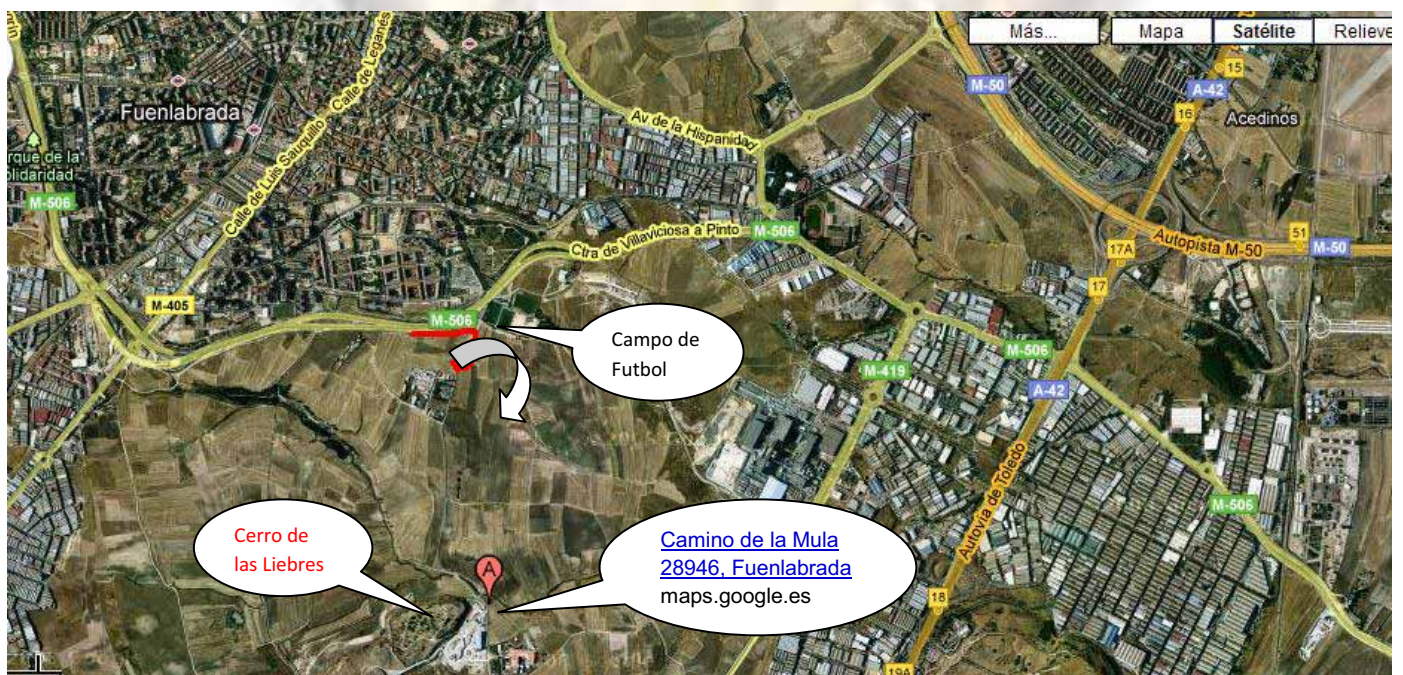 Más...
Mapa
Satélite
Relieve
15
M-50
A-42
16
Acedinos
Fuenlabrada
Calle de Luis Sauquillo - Calle de Leganés
Av de la Hispanidad
M-506
Ctra de Villaviciosa a Pinto
M-506
17A
Autopista M-50
51
M-50
17
M-405
M-506
Campo de
Futbol
M-506
M-419
A-42
Autovía de Toledo
M-506
Cerro de
las Liebres
A
Camino de la Mula
28946, Fuenlabrada
maps.google.es
18
19A